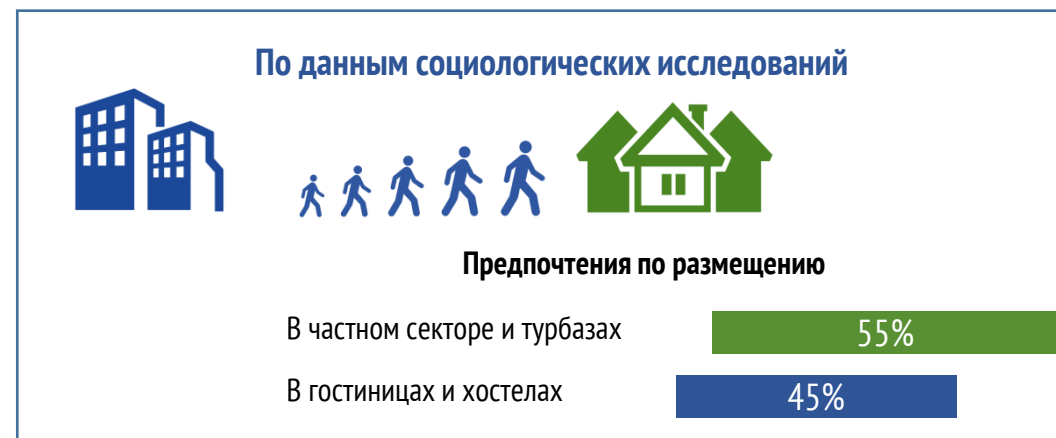 По данным социологических исследований
Предпочтения по размещению
В частном секторе и турбазах 55%
В гостиницах и хостелах 45%